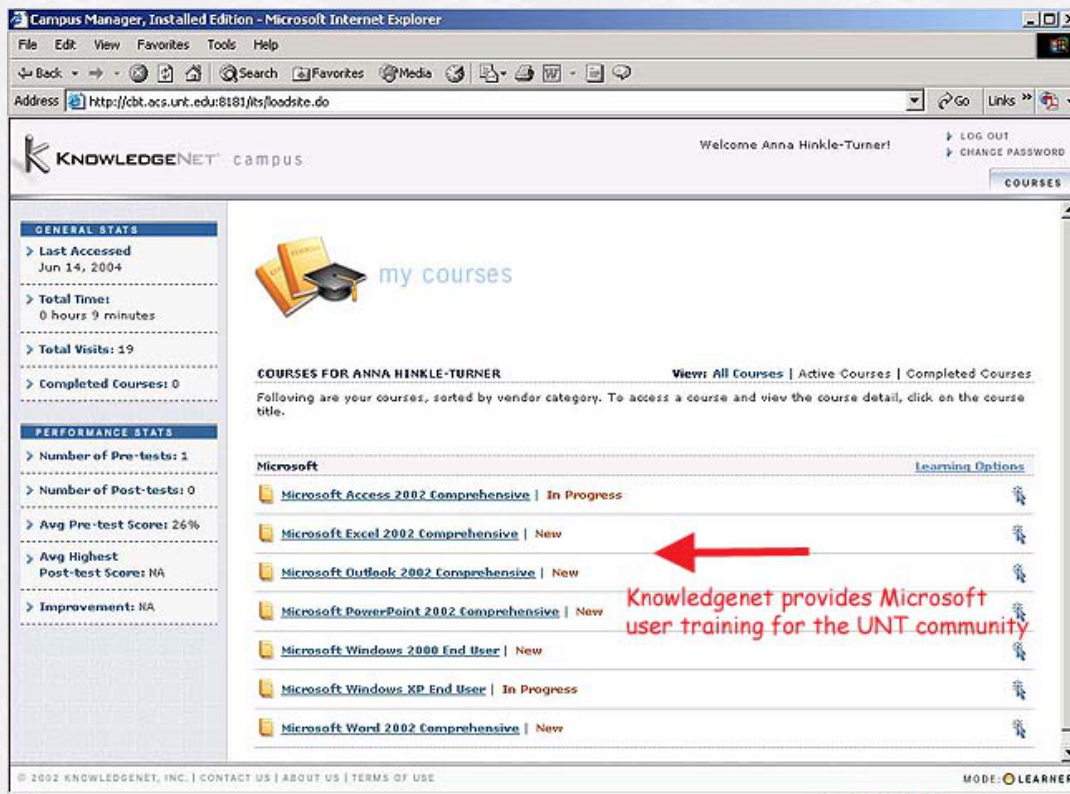 Campus Manager, Installed Edition - Microsoft Internet Explorer
File Edit View Favorites Tools Help
Back Search Favorites Media
Address http://cbt.acs.unt.edu:8181/its/loadsite.do Go Links »
KNOWLEDGENET campus
Welcome Anna Hinkle-Turner!
LOG OUT
CHANGE PASSWORD
COURSES
GENERAL STATS
Last Accessed
Jun 14, 2004
Total Time:
0 hours 9 minutes
Total Visits: 19
Completed Courses: 0
PERFORMANCE STATS
Number of Pre-tests: 1
Number of Post-tests: 0
Avg Pre-test Score: 26%
Avg Highest
Post-test Score: NA
Improvement: NA
my courses
COURSES FOR ANNA HINKLE-TURNER View: All Courses | Active Courses | Completed Courses
Following are your courses, sorted by vendor category. To access a course and view the course detail, click on the course
title.
Microsoft Learning Options
Microsoft Access 2002 Comprehensive | In Progress
Microsoft Excel 2002 Comprehensive | New
Microsoft Outlook 2002 Comprehensive | New
Microsoft PowerPoint 2002 Comprehensive | New
Microsoft Windows 2000 End User | New
Microsoft Windows XP End User | In Progress
Microsoft Word 2002 Comprehensive | New
Knowledgenet provides Microsoft
user training for the UNT community
© 2002 KNOWLEDGENET, INC. | CONTACT US | ABOUT US | TERMS OF USE
MODE: LEARNER